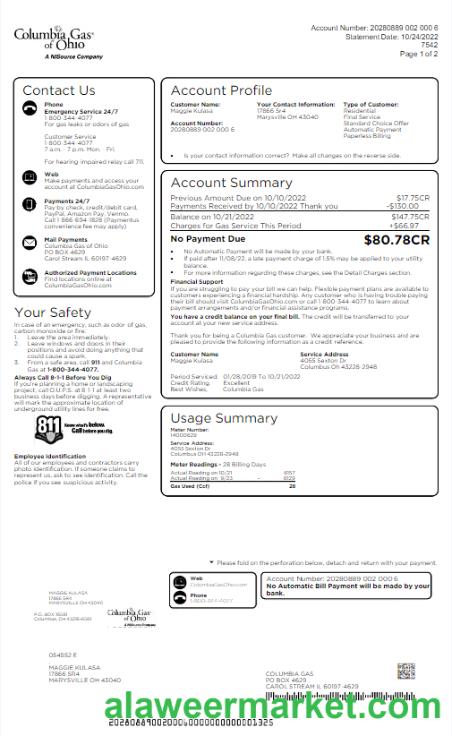 Columbia Gas
of Ohio
A NiSource Company
Account Number: 20280889 002 000 6
Statement Date: 10/24/2022
7542
Page 1 of 2
Contact Us
Phone
Emergency Service 24/7
1 800 344 4077
For gas leaks or odors of gas
Customer Service
1 800 344 4077
7 a.m. 7 p.m. Mon Fri.
For hearing impaired relay call 711.
Web
Make payments and access your
account at ColumbiaGasOhio.com
Payments 24/7
Pay by check, credit/debit card,
PayPal, Amazon Pay, Venmo.
Call 1 866 694 1828 (Paymentus
convenience fee may apply)
Mail Payments
Columbia Gas of Ohio
PO BOX 4629
Carol Stream IL 60197 4629
Authorized Payment Locations
Find locations online at
ColumbiaGasOhio.com
Your Safety
In case of an emergency, such as odor of gas,
carbon monoxide or fire:
1. Leave the area immediately.
2. Leave windows and doors in their
positions and avoid doing anything that
could cause a spark.
3. From a safe area, call 911 and Columbia
Gas at 1-800-344-4077.
Always Call 8-1-1 Before You Dig
If you're planning a home or landscaping
project, call O.U.P.S. at 8 1 1 at least two
business days before digging. A representative
will mark the approximate location of
underground utility lines for free.
811
Know what's below.
Call before you dig.
Employee Identification
All of our employees and contractors carry
photo identification. If someone claims to
represent us, ask to see identification. Call the
police if you see suspicious activity.
Account Profile
Customer Name:
Maggie Kulasa
Account Number:
20280889 002 000 6
Your Contact Information:
17866 Sr4
Marysville OH 43040
Type of Customer:
Residential
Final Service
Standard Choice Offer
Automatic Payment
Paperless Billing
• Is your contact information correct? Make all changes on the reverse side.
Account Summary
Previous Amount Due on 10/10/2022 $17.75CR
Payments Received by 10/10/2022 Thank you -$130.00
Balance on 10/21/2022 $147.75CR
Charges for Gas Service This Period +$66.97
No Payment Due $80.78CR
• No Automatic Payment will be made by your bank.
• If paid after 11/08/22, a late payment charge of 1.5% may be applied to your utility
balance.
• For more information regarding these charges, see the Detail Charges section.
Financial Support
If you are struggling to pay your bill we can help. Flexible payment plans are available to
customers experiencing a financial hardship. Any customer who is having trouble paying
their bill should visit ColumbiaGasOhio.com or call 1 800 344 4077 to learn about
payment arrangements and/or financial assistance programs.
You have a credit balance on your final bill. The credit will be transferred to your
account at your new service address.
Thank you for being a Columbia Gas customer. We appreciate your business and are
pleased to provide the following information as a credit reference.
Customer Name
Maggie Kulasa
Service Address
4055 Saxton Dr
Columbus OH 43228-2948
Period Serviced: 01/28/2019 To 10/21/2022
Credit Rating: Excellent
Best Wishes, Columbia Gas
Usage Summary
Meter Number:
14000629
Service Address:
4055 Saxton Dr
Columbus OH 43228-2948
Meter Readings - 28 Billing Days
Actual Reading on 10/21 6157
Actual Reading on 9/23 - 6129
Gas Used (Ccf) 28
Please fold on the perforation below, detach and return with your payment.
Web
ColumbiaGasOhio.com
Phone
1-800-344-4077
Account Number: 20280889 002 000 6
No Automatic Bill Payment will be made by your
bank.
MAGGIE KULASA
17866 SR4
MARYSVILLE OH 43040
Columbia Gas
of Ohio
054552 E
MAGGIE KULASA
17866 SR4
MARYSVILLE OH 43040
COLUMBIA GAS
PO BOX 4629
CAROL STREAM IL 60197 4629
alaweermarket.com